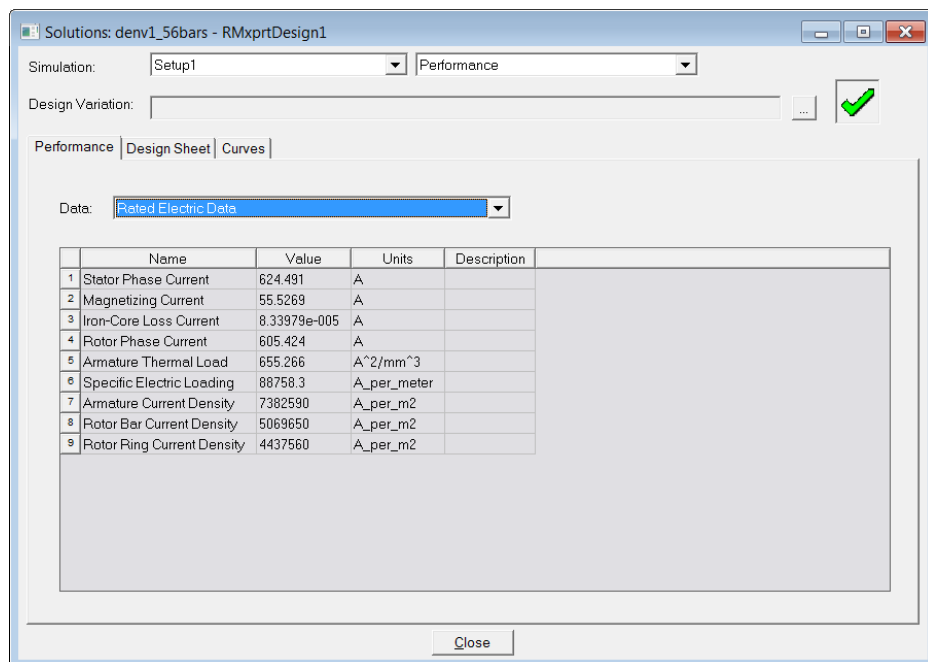 Solutions: denv1_56bars - RMxprtDesign1
Simulation: Setup1 Performance
Design Variation: ...
Performance Design Sheet Curves
Data: Rated Electric Data
Name Value Units Description
1 Stator Phase Current 624.491 A
2 Magnetizing Current 55.5269 A
3 Iron-Core Loss Current 8.33979e-005 A
4 Rotor Phase Current 605.424 A
5 Armature Thermal Load 655.266 A^2/mm^3
6 Specific Electric Loading 88758.3 A_per_meter
7 Armature Current Density 7382590 A_per_m2
8 Rotor Bar Current Density 5069650 A_per_m2
9 Rotor Ring Current Density 4437560 A_per_m2
Close